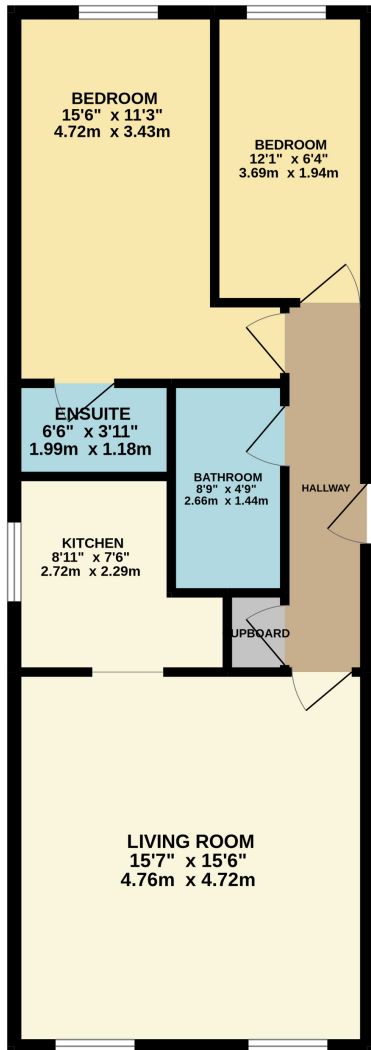 BEDROOM
15'6" x 11'3"
4.72m x 3.43m
BEDROOM
12'1" x 6'4"
3.69m x 1.94m
ENSUITE
6'6" x 3'11"
1.99m x 1.18m
BATHROOM
8'9" x 4'9"
2.66m x 1.44m
HALLWAY
KITCHEN
8'11" x 7'6"
2.72m x 2.29m
UPBOARD
LIVING ROOM
15'7" x 15'6"
4.76m x 4.72m